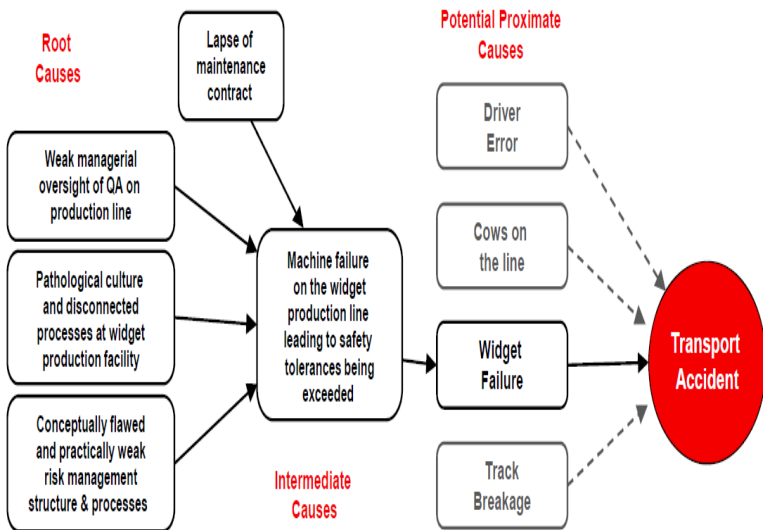 Root
Causes
Lapse of
maintenance
contract
Potential Proximate
Causes
Weak managerial
oversight of QA on
production line
Pathological culture
and disconnected
processes at widget
production facility
Conceptually flawed
and practically weak
risk management
structure & processes
Machine failure
on the widget
production line
leading to safety
tolerances being
exceeded
Intermediate
Causes
Driver
Error
Cows on
the line
Widget
Failure
Track
Breakage
Transport
Accident